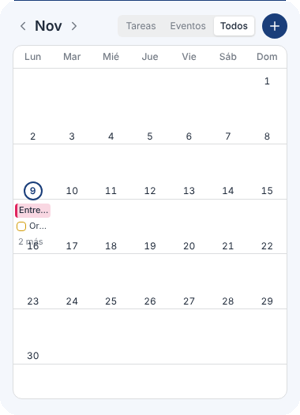 Nov Tareas Eventos Todos +
Lun Mar Mié Jue Vie Sáb Dom
1
2 3 4 5 6 7 8
9 10 11 12 13 14 15
Entre...
Or...
2 más
16 17 18 19 20 21 22
23 24 25 26 27 28 29
30